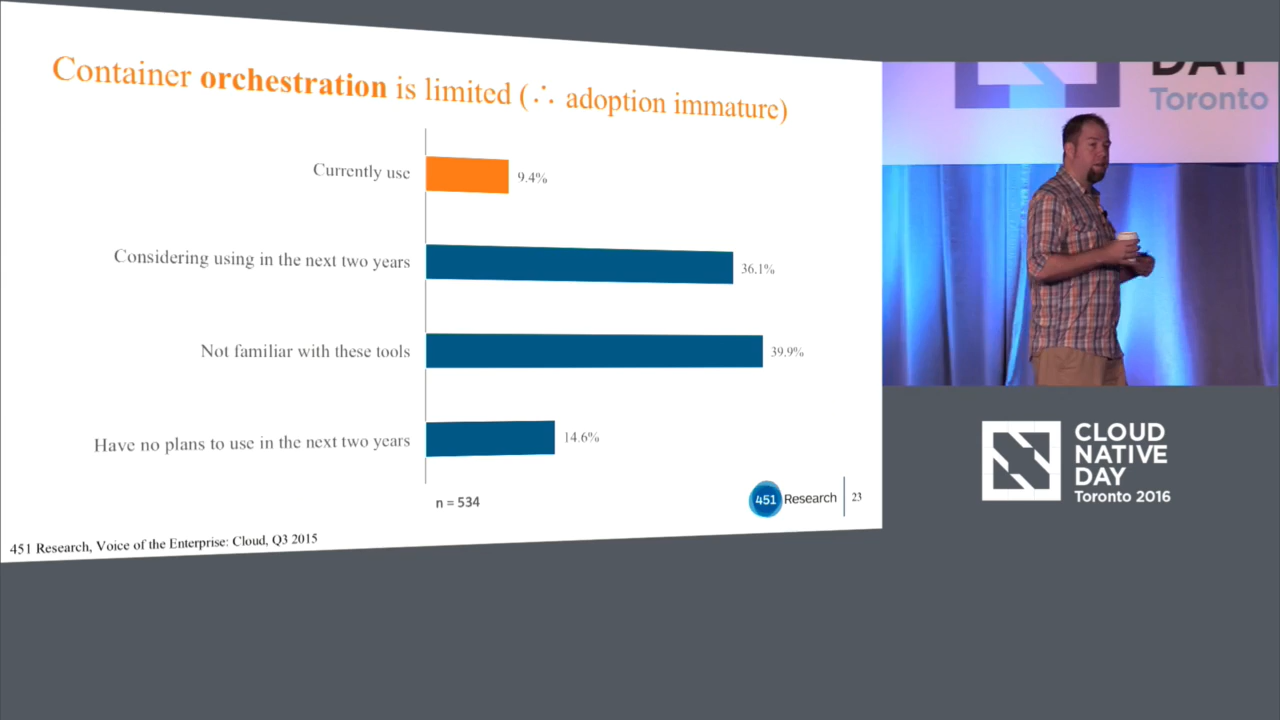 Container orchestration is limited (∴ adoption immature)
Currently use
9.4%
Considering using in the next two years
36.1%
Not familiar with these tools
39.9%
Have no plans to use in the next two years
14.6%
n = 534
451 Research
23
451 Research, Voice of the Enterprise: Cloud, Q3 2015
DAY
Toronto
CLOUD
NATIVE
DAY
Toronto 2016